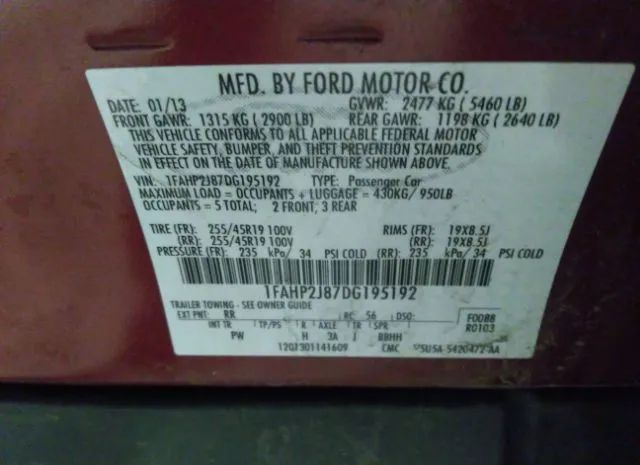 MFD. BY FORD MOTOR CO.
DATE: 01/13 GVWR: 2477 KG ( 5460 LB)
FRONT GAWR: 1315 KG ( 2900 LB) REAR GAWR: 1198 KG ( 2640 LB)
THIS VEHICLE CONFORMS TO ALL APPLICABLE FEDERAL MOTOR
VEHICLE SAFETY, BUMPER, AND THEFT PREVENTION STANDARDS
IN EFFECT ON THE DATE OF MANUFACTURE SHOWN ABOVE.
VIN: 1FAHP2J87DG195192 TYPE: Passenger Car
MAXIMUM LOAD = OCCUPANTS + LUGGAGE = 430KG/ 950LB
OCCUPANTS = 5 TOTAL; 2 FRONT, 3 REAR
TIRE (FR): 255/45R19 100V RIMS (FR): 19X8.5J
(RR): 255/45R19 100V (RR): 19X8.5J
PRESSURE (FR): 235 kPa/ 34 PSI COLD (RR): 235 kPa/ 34 PSI COLD
1FAHP2J87DG195192
TRAILER TOWING - SEE OWNER GUIDE
EXT PNT: RR RC: 56 DSO: F0088
INT TR TP/PS R AXLE TR SPR R0103
PW H 3A J BBHH
1201301141609 CMC 5U5A-5420472-AA